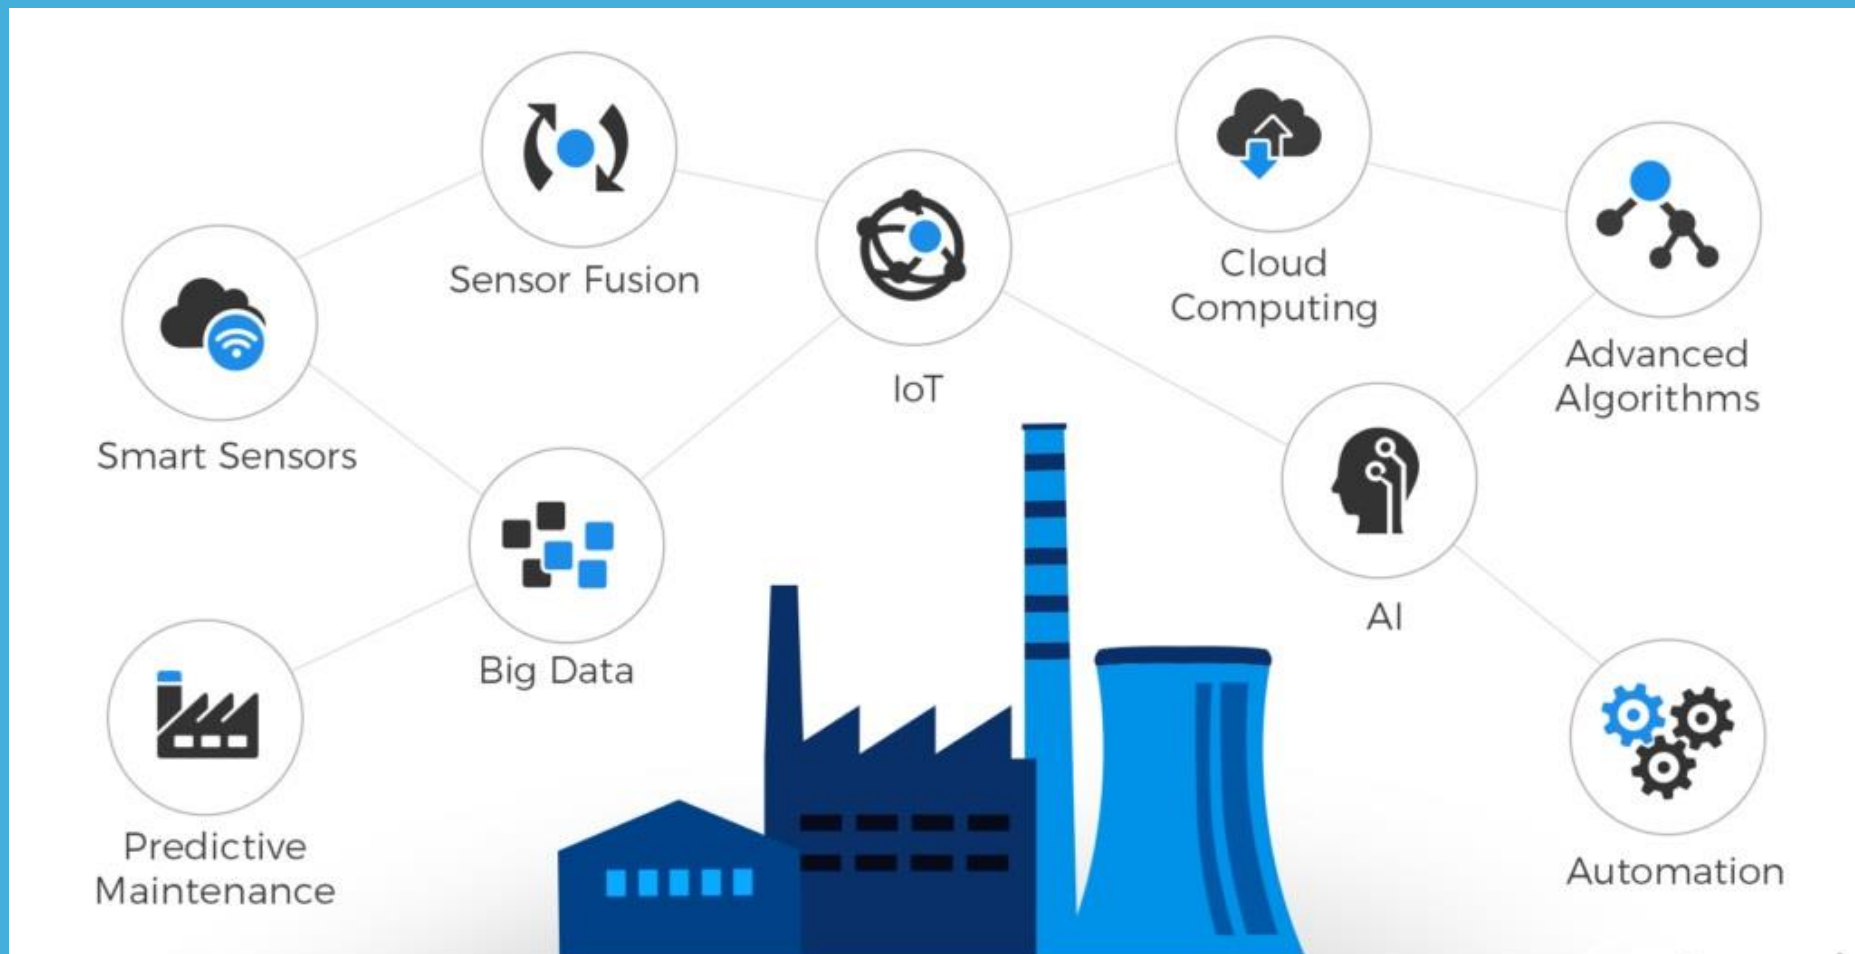 Sensor Fusion
Cloud
Computing
IoT
Advanced
Algorithms
Smart Sensors
AI
Big Data
Predictive
Maintenance
Automation